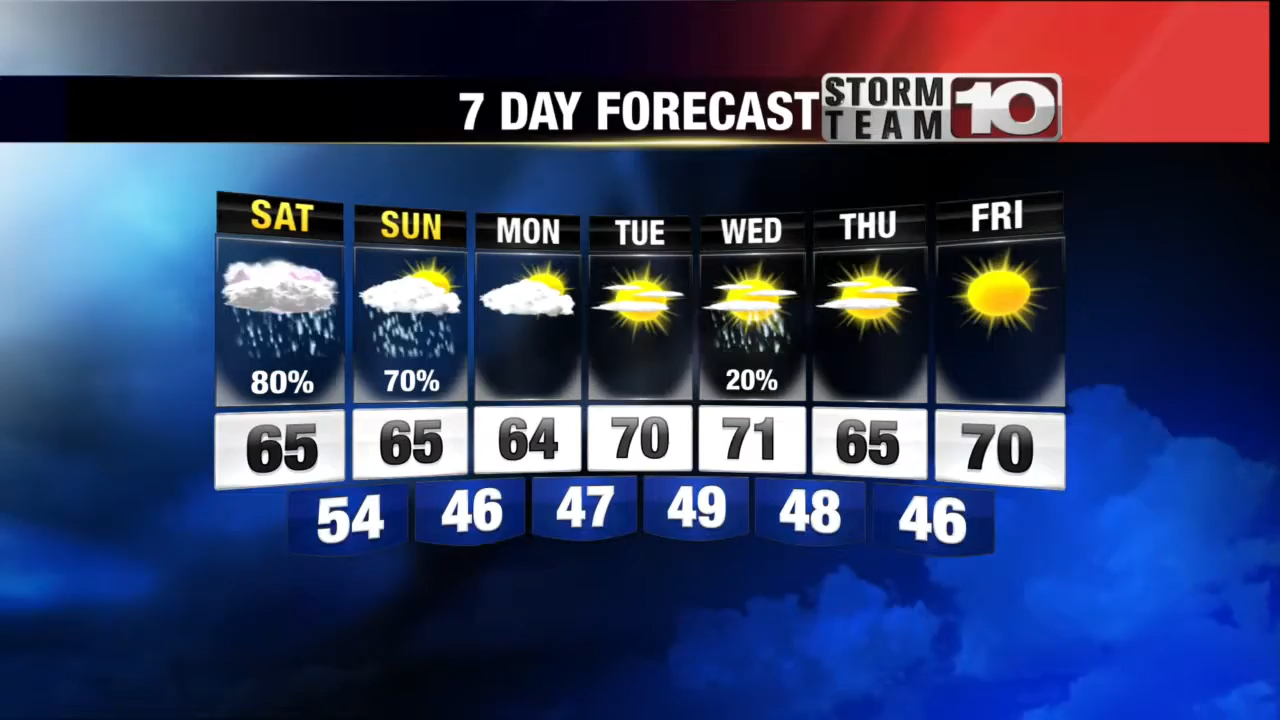 7 DAY FORECAST STORM TEAM 10
SAT SUN MON TUE WED THU FRI
80% 70% 20%
65 65 64 70 71 65 70
54 46 47 49 48 46